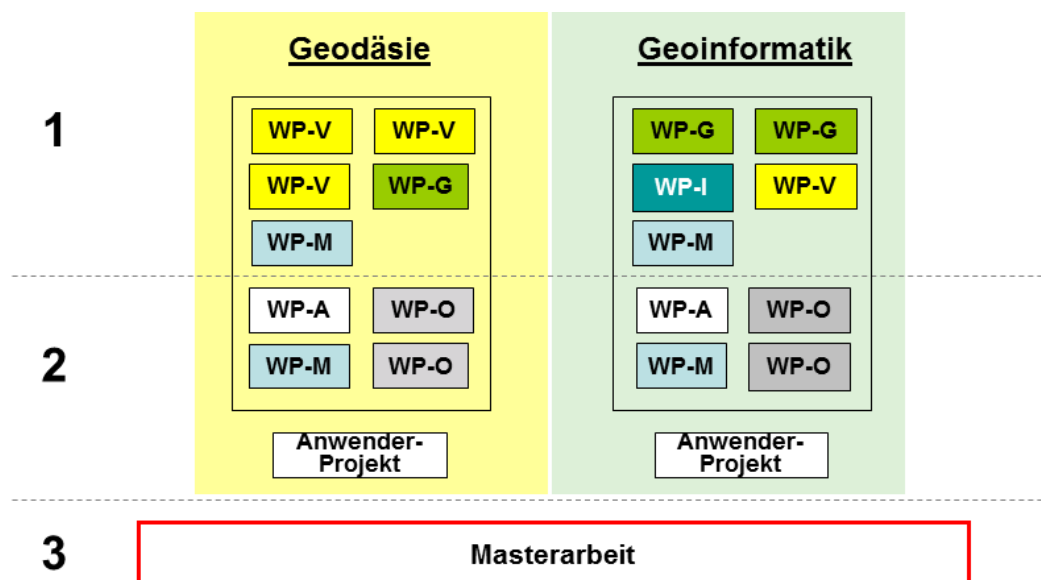 Geodäsie
Geoinformatik
1
WP-V WP-V
WP-G WP-G
WP-V WP-G
WP-I WP-V
WP-M
WP-M
2
WP-A WP-O
WP-A WP-O
WP-M WP-O
WP-M WP-O
Anwender-
Projekt
Anwender-
Projekt
3
Masterarbeit